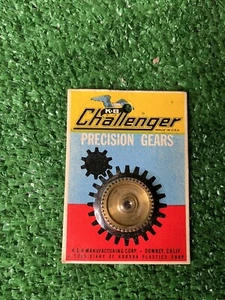 K&B
Challenger
MADE IN U.S.A.
PRECISION GEARS
K & B MANUFACTURING CORP. - DOWNEY, CALIF.
SUBSIDIARY OF AURORA PLASTICS CORP.